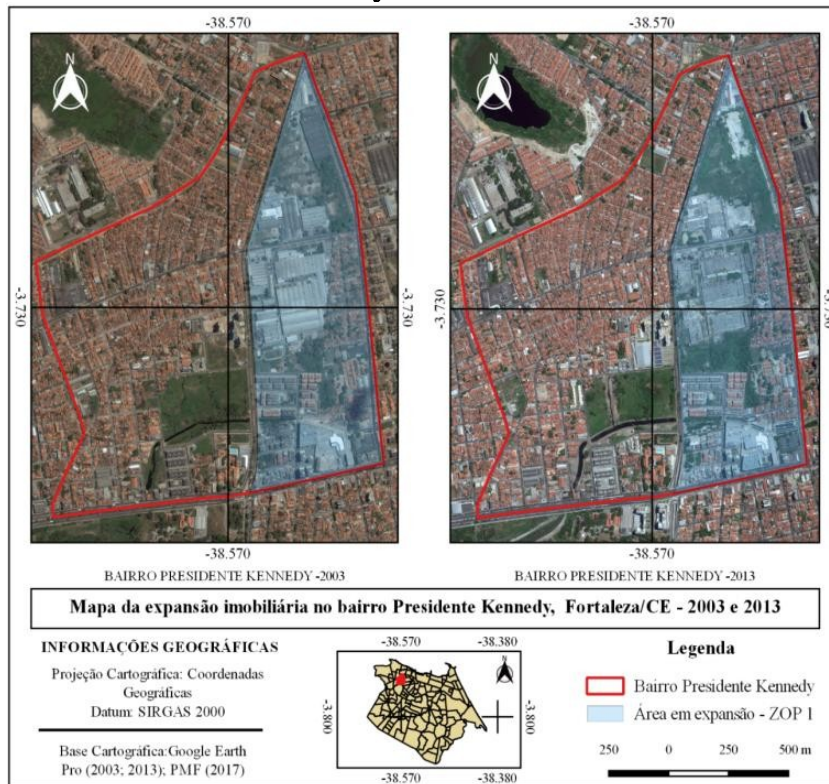 -38.570
-38.570
-3.730
-3.730
-3.730
-3.730
-38.570
-38.570
BAIRRO PRESIDENTE KENNEDY -2003
BAIRRO PRESIDENTE KENNEDY -2013
Mapa da expansão imobiliária no bairro Presidente Kennedy, Fortaleza/CE - 2003 e 2013
INFORMAÇÕES GEOGRÁFICAS
Projeção Cartográfica: Coordenadas
Geográficas
Datum: SIRGAS 2000
Base Cartográfica:Google Earth
Pro (2003; 2013); PMF (2017)
-38.570
-38.380
-3.800
-3.800
-38.570
-38.380
Legenda
Bairro Presidente Kennedy
Área em expansão - ZOP 1
250 0 250 500 m